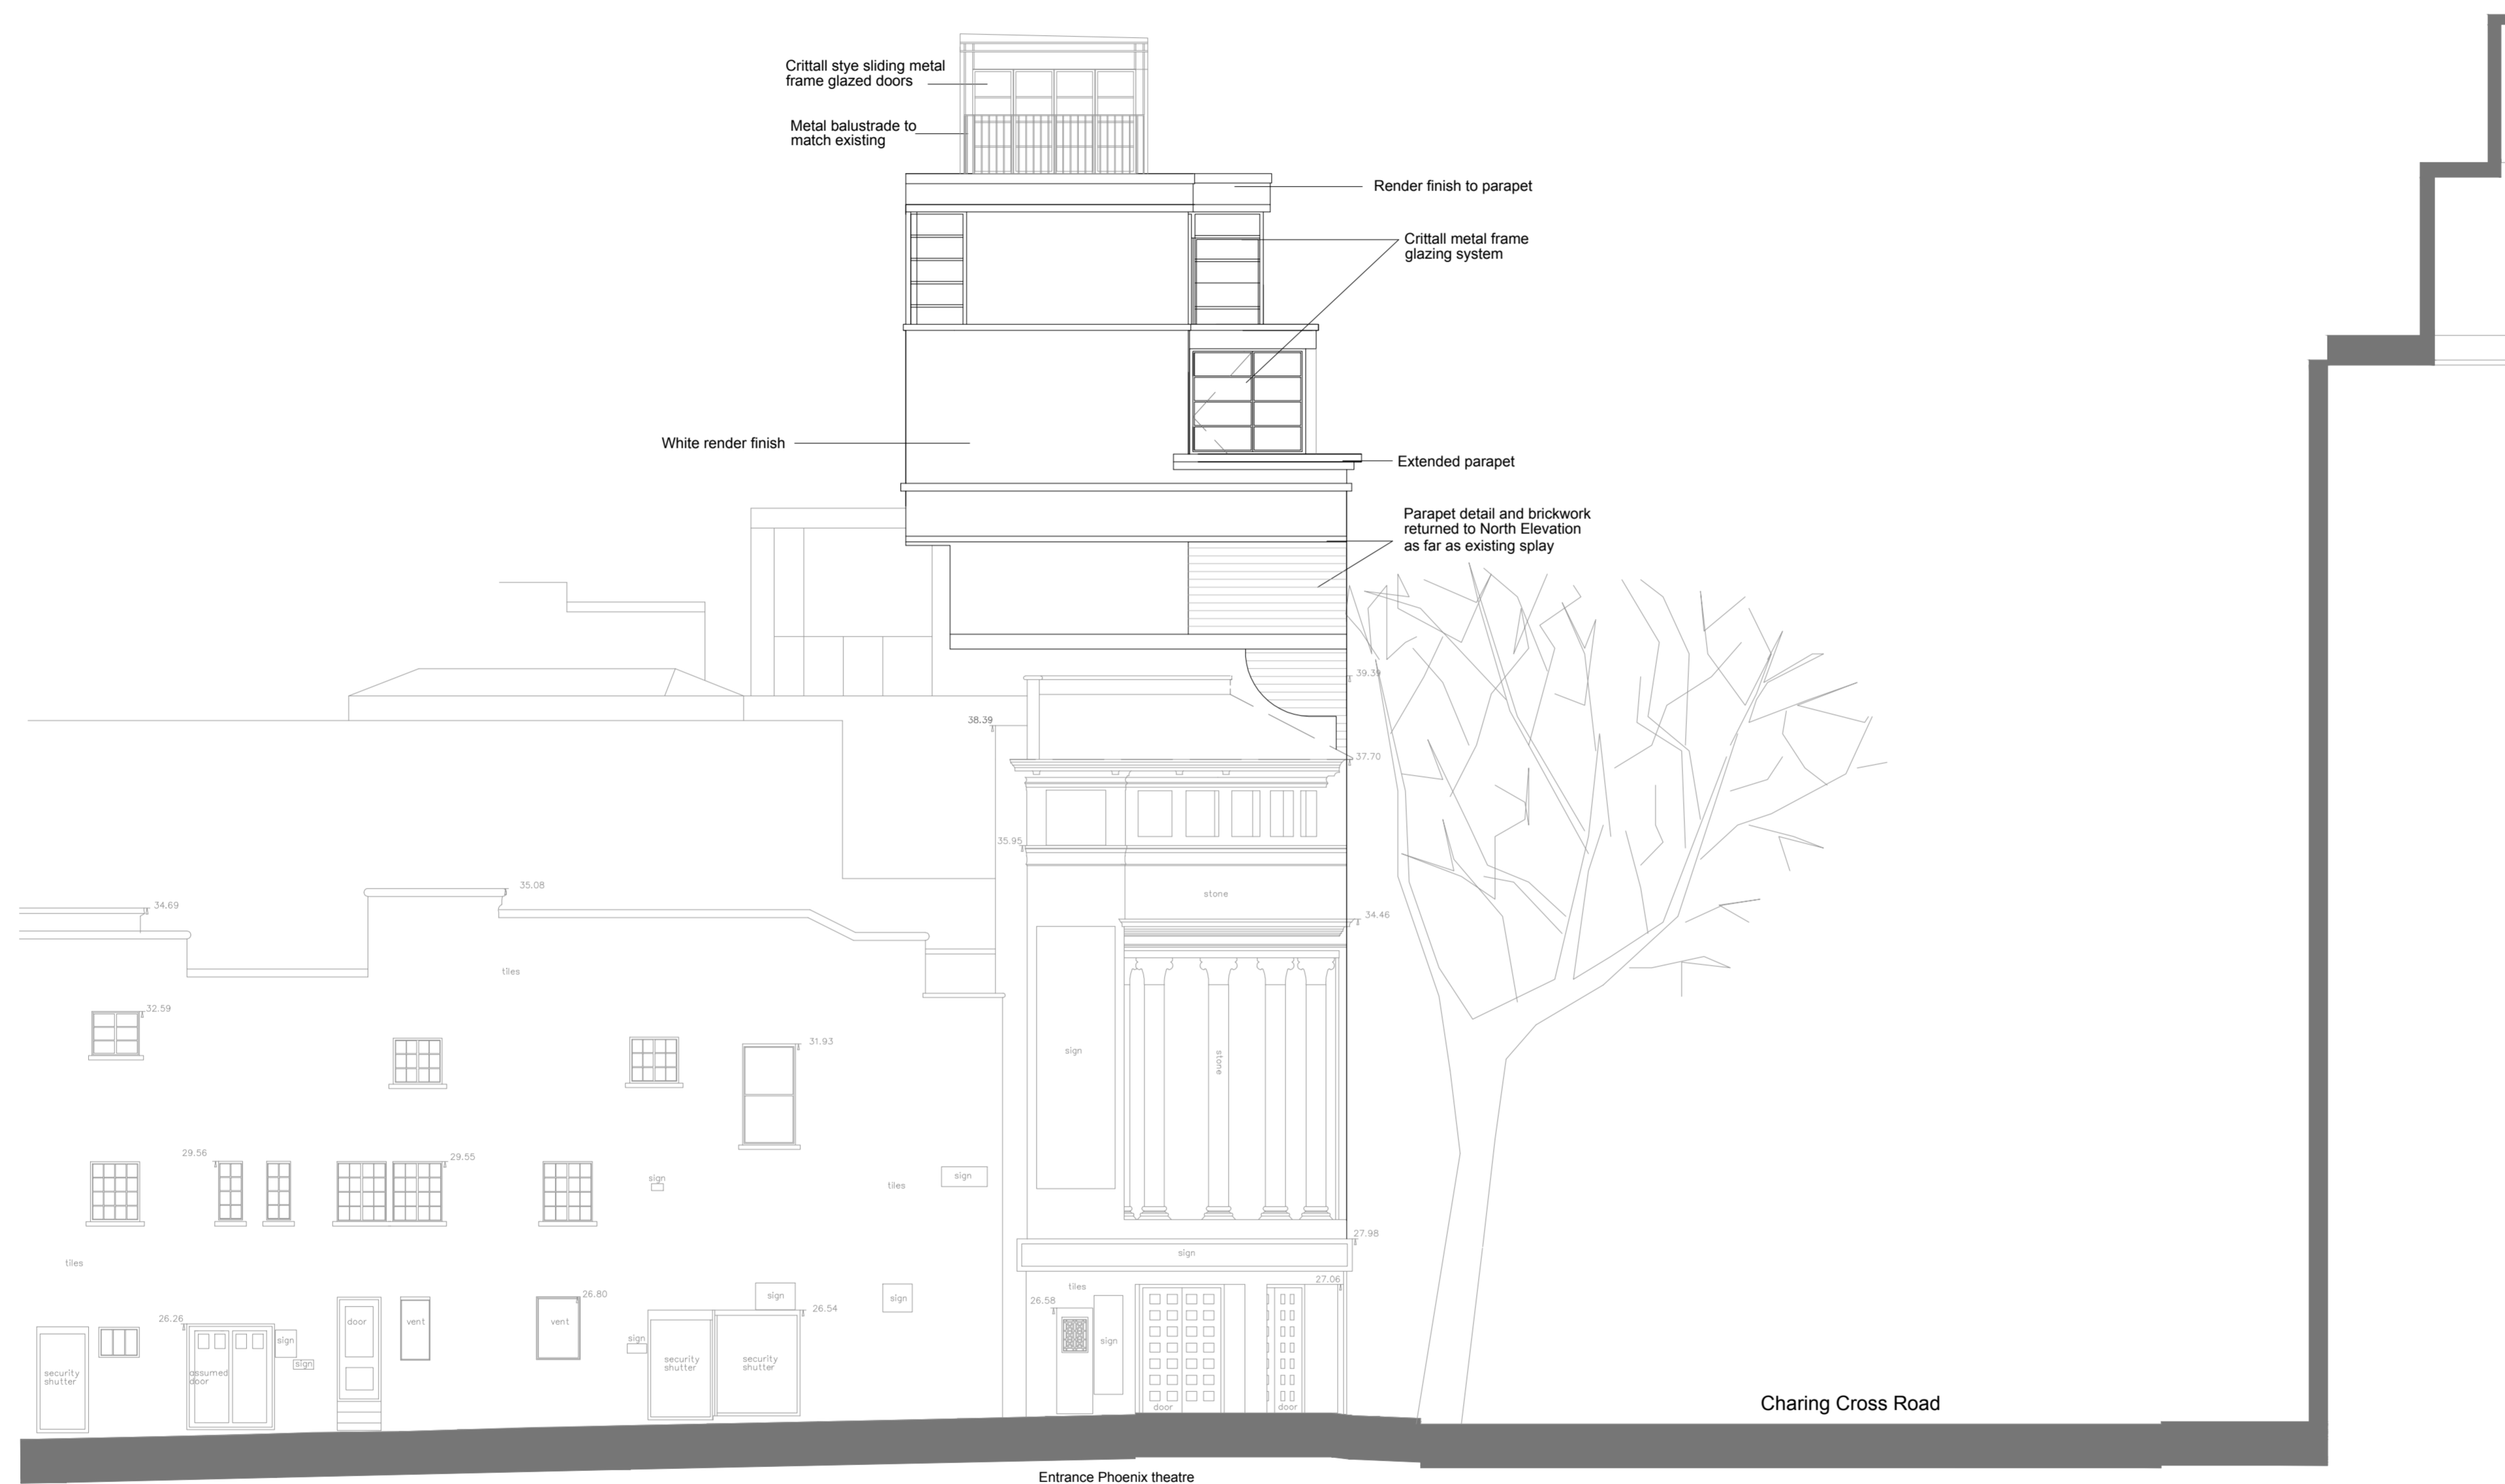 Crittall stye sliding metal
frame glazed doors
Metal balustrade to
match existing
Render finish to parapet
Crittall metal frame
glazing system
White render finish
Extended parapet
Parapet detail and brickwork
returned to North Elevation
as far as existing splay
39.39
38.39
37.70
35.95
35.08
stone
34.69
34.46
tiles
32.59
31.93
sign
stone
29.56
29.55
sign
sign
tiles
27.98
sign
tiles
tiles
27.06
26.80
sign
sign
26.58
26.54
26.26
door
vent
vent
sign
sign
sign
sign
security
shutter
security
shutter
security
shutter
assumed
door
door
door
Charing Cross Road
Entrance Phoenix theatre